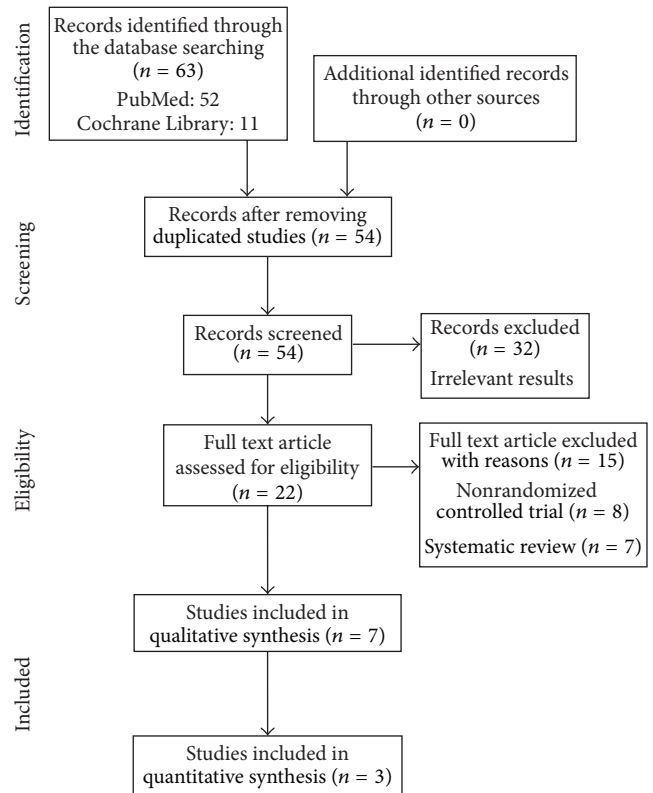 Identification
Records identified through
the database searching
(n = 63)
PubMed: 52
Cochrane Library: 11
Additional identified records
through other sources
(n = 0)
Screening
Records after removing
duplicated studies (n = 54)
Records screened
(n = 54)
Records excluded
(n = 32)
Irrelevant results
Eligibility
Full text article
assessed for eligibility
(n = 22)
Full text article excluded
with reasons (n = 15)
Nonrandomized
controlled trial (n = 8)
Systematic review (n = 7)
Included
Studies included in
qualitative synthesis (n = 7)
Studies included in
quantitative synthesis (n = 3)